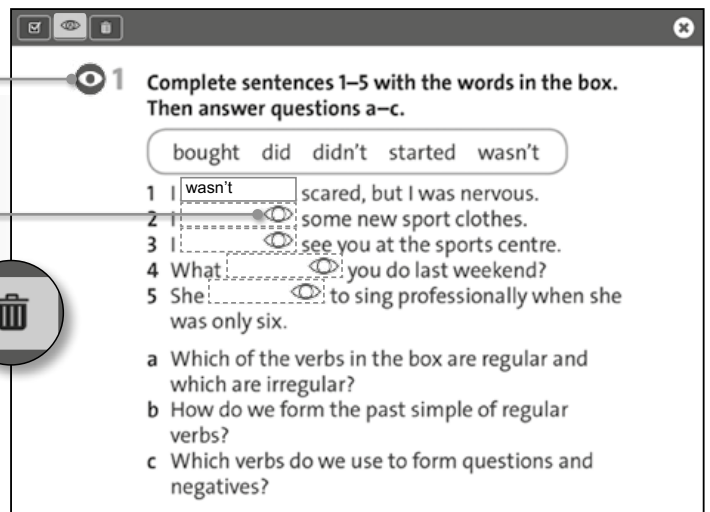 1 Complete sentences 1–5 with the words in the box.
Then answer questions a–c.
bought did didn't started wasn't
1 I wasn't scared, but I was nervous.
2 I some new sport clothes.
3 I see you at the sports centre.
4 What you do last weekend?
5 She to sing professionally when she
was only six.
a Which of the verbs in the box are regular and
which are irregular?
b How do we form the past simple of regular
verbs?
c Which verbs do we use to form questions and
negatives?